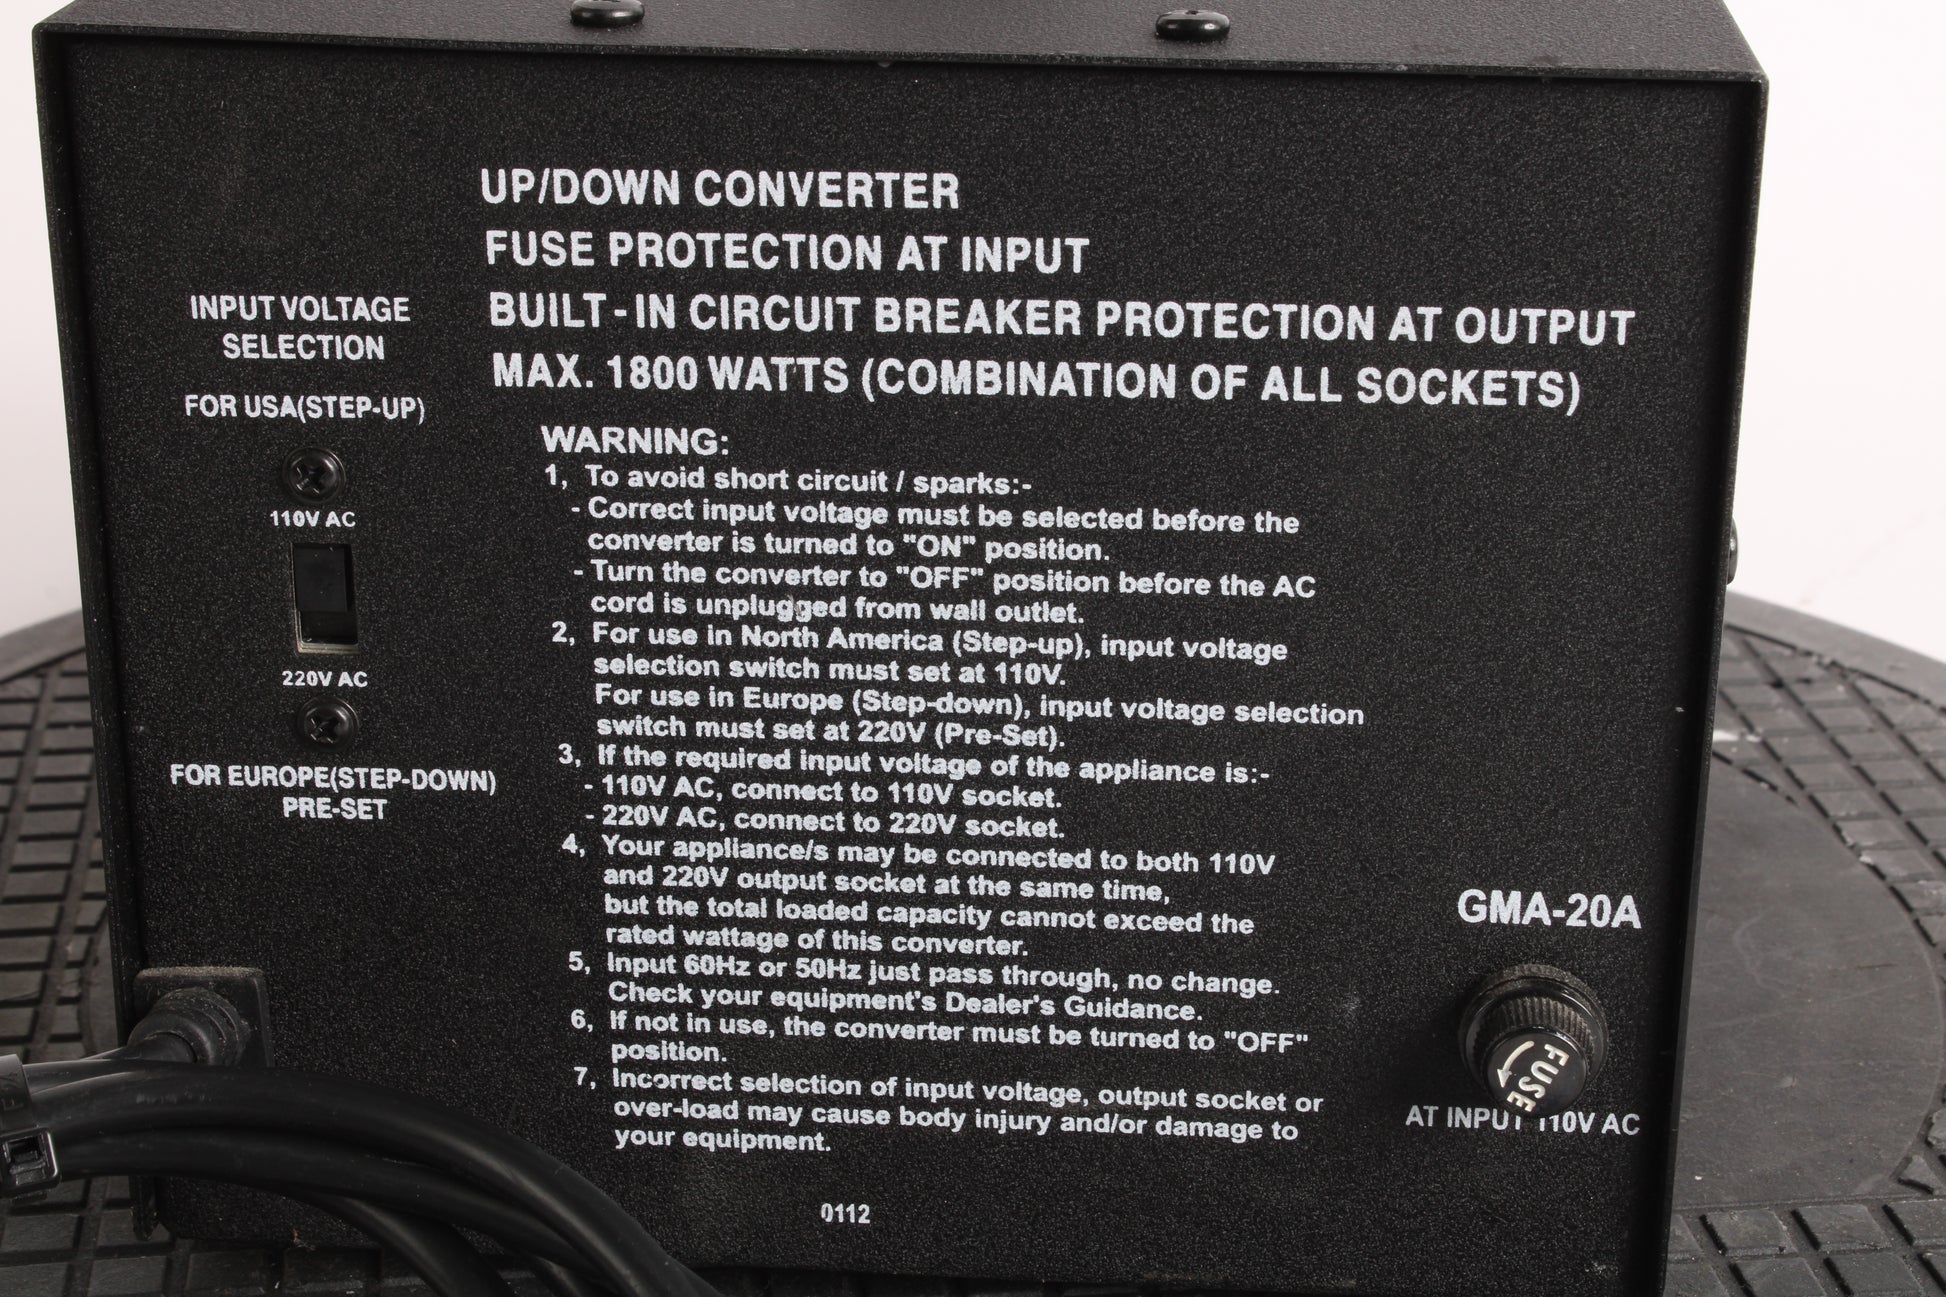 UP/DOWN CONVERTER
FUSE PROTECTION AT INPUT
BUILT-IN CIRCUIT BREAKER PROTECTION AT OUTPUT
MAX. 1800 WATTS (COMBINATION OF ALL SOCKETS)
INPUT VOLTAGE
SELECTION
FOR USA(STEP-UP)
110V AC
220V AC
FOR EUROPE(STEP-DOWN)
PRE-SET
WARNING:
1, To avoid short circuit / sparks:-
- Correct input voltage must be selected before the
converter is turned to "ON" position.
- Turn the converter to "OFF" position before the AC
cord is unplugged from wall outlet.
2, For use in North America (Step-up), input voltage
selection switch must set at 110V.
For use in Europe (Step-down), input voltage selection
switch must set at 220V (Pre-Set).
3, If the required input voltage of the appliance is:-
- 110V AC, connect to 110V socket.
- 220V AC, connect to 220V socket.
4, Your appliance/s may be connected to both 110V
and 220V output socket at the same time,
but the total loaded capacity cannot exceed the
rated wattage of this converter.
5, Input 60Hz or 50Hz just pass through, no change.
Check your equipment's Dealer's Guidance.
6, If not in use, the converter must be turned to "OFF"
position.
7, Incorrect selection of input voltage, output socket or
over-load may cause body injury and/or damage to
your equipment.
0112
GMA-20A
FUSE
AT INPUT 110V AC